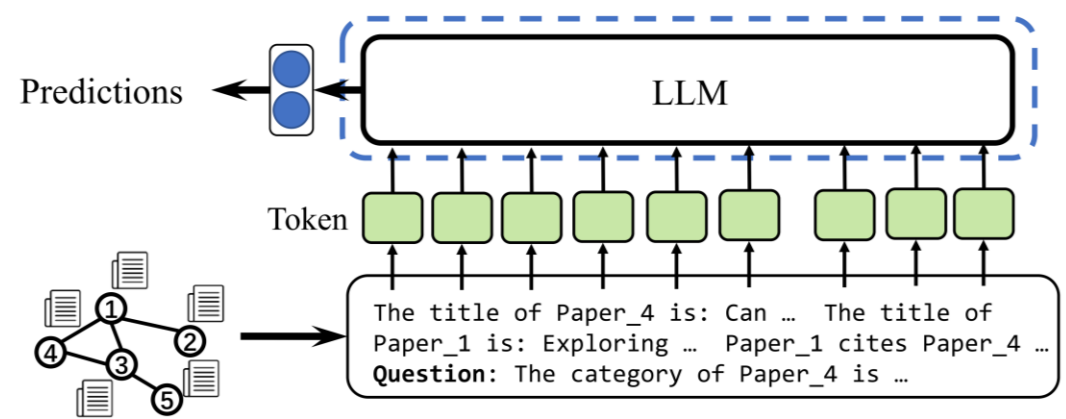 Predictions
LLM
Token
1
2
4
3
5
The title of Paper_4 is: Can … The title of
Paper_1 is: Exploring … Paper_1 cites Paper_4 …
Question: The category of Paper_4 is …